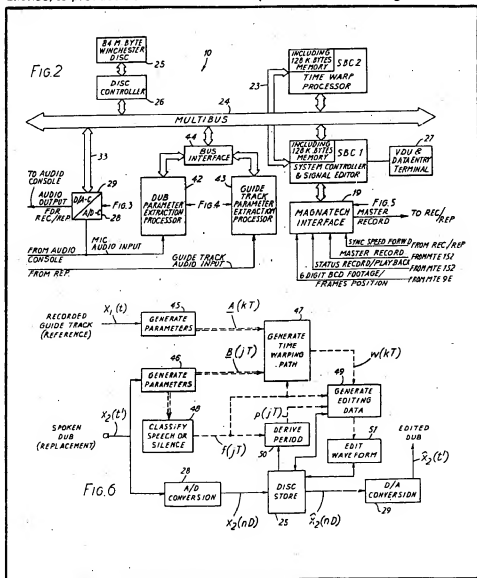 FIG.2
84 M BYTE
WINCHESTER
DISC
25
DISC
CONTROLLER
26
10
INCLUDING
128 K BYTES
MEMORY
SBC 2
TIME WARP
PROCESSOR
23
24
MULTIBUS
33
44
BUS
INTERFACE
INCLUDING
128K BYTES
MEMORY
SBC 1
SYSTEM CONTROLLER
& SIGNAL EDITOR
27
VDU &
DATA ENTRY
TERMINAL
TO AUDIO
CONSOLE
AUDIO
OUTPUT
FOR
REC/REP
29
D/A-C
A/D-C
28
FIG.3
42
DUB
PARAMETER
EXTRACTION
PROCESSOR
FIG.4
43
GUIDE
TRACK
PARAMETER
EXTRACTION
PROCESSOR
19
MAGNATECH
INTERFACE
FIG.5
MASTER
RECORD
TO REC/
REP
FROM AUDIO
CONSOLE
MIC
AUDIO INPUT
FROM REP.
GUIDE TRACK
AUDIO INPUT
SYNC SPEED FORWD
FROM REC/REP
MASTER RECORD
FROM MTE 152
STATUS RECORD/PLAYBACK
FROM MTE 152
6 DIGIT BCD FOOTAGE/
FRAMES POSITION
FROM MTE 9E
RECORDED
GUIDE TRACK
(REFERENCE)
X₁(t)
45
GENERATE
PARAMETERS
A(kT)
47
GENERATE
TIME
WARPING
PATH
46
GENERATE
PARAMETERS
B(jT)
w(kT)
49
GENERATE
EDITING
DATA
SPOKEN
DUB
(REPLACEMENT)
X₂(t')
48
CLASSIFY
SPEECH OR
SILENCE
f(jT)
p(jT)
DERIVE
PERIOD
50
51
EDIT
WAVEFORM
EDITED
DUB
x̂₂(t')
FIG.6
28
A/D
CONVERSION
X₂(nD)
DISC
STORE
25
x̂₂(nD)
D/A
CONVERSION
29